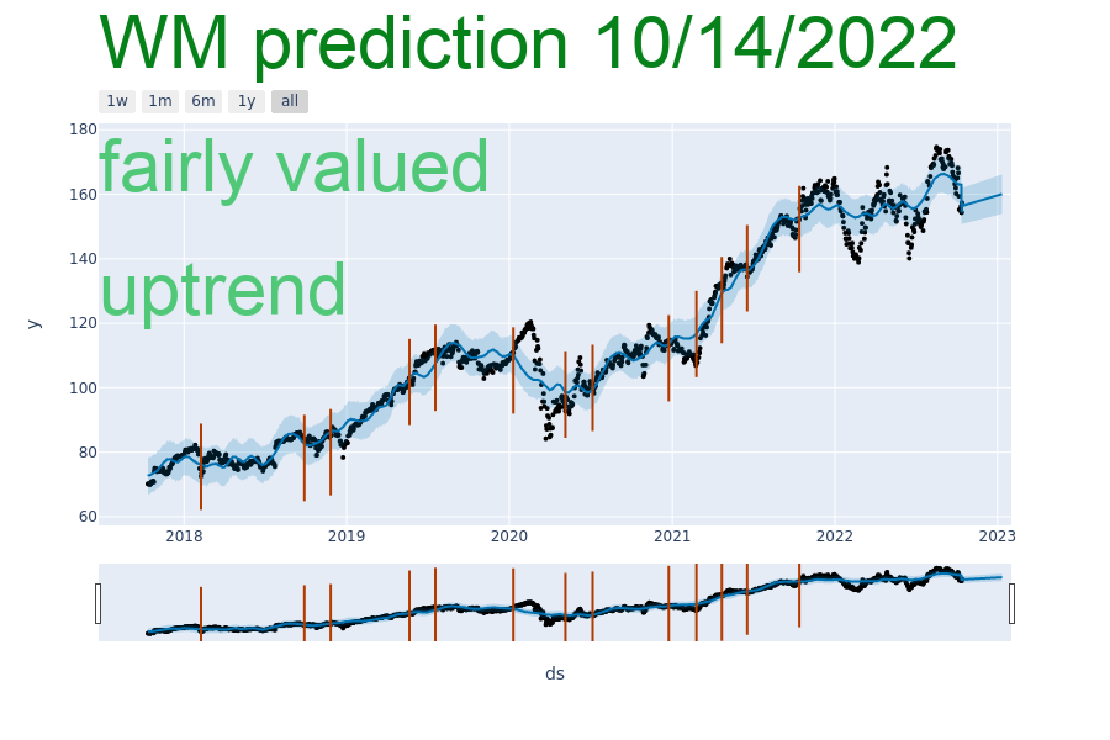 WM prediction 10/14/2022
1w 1m 6m 1y all
180
fairly valued
160
140
uptrend
120
y
100
80
60
2018 2019 2020 2021 2022 2023
ds